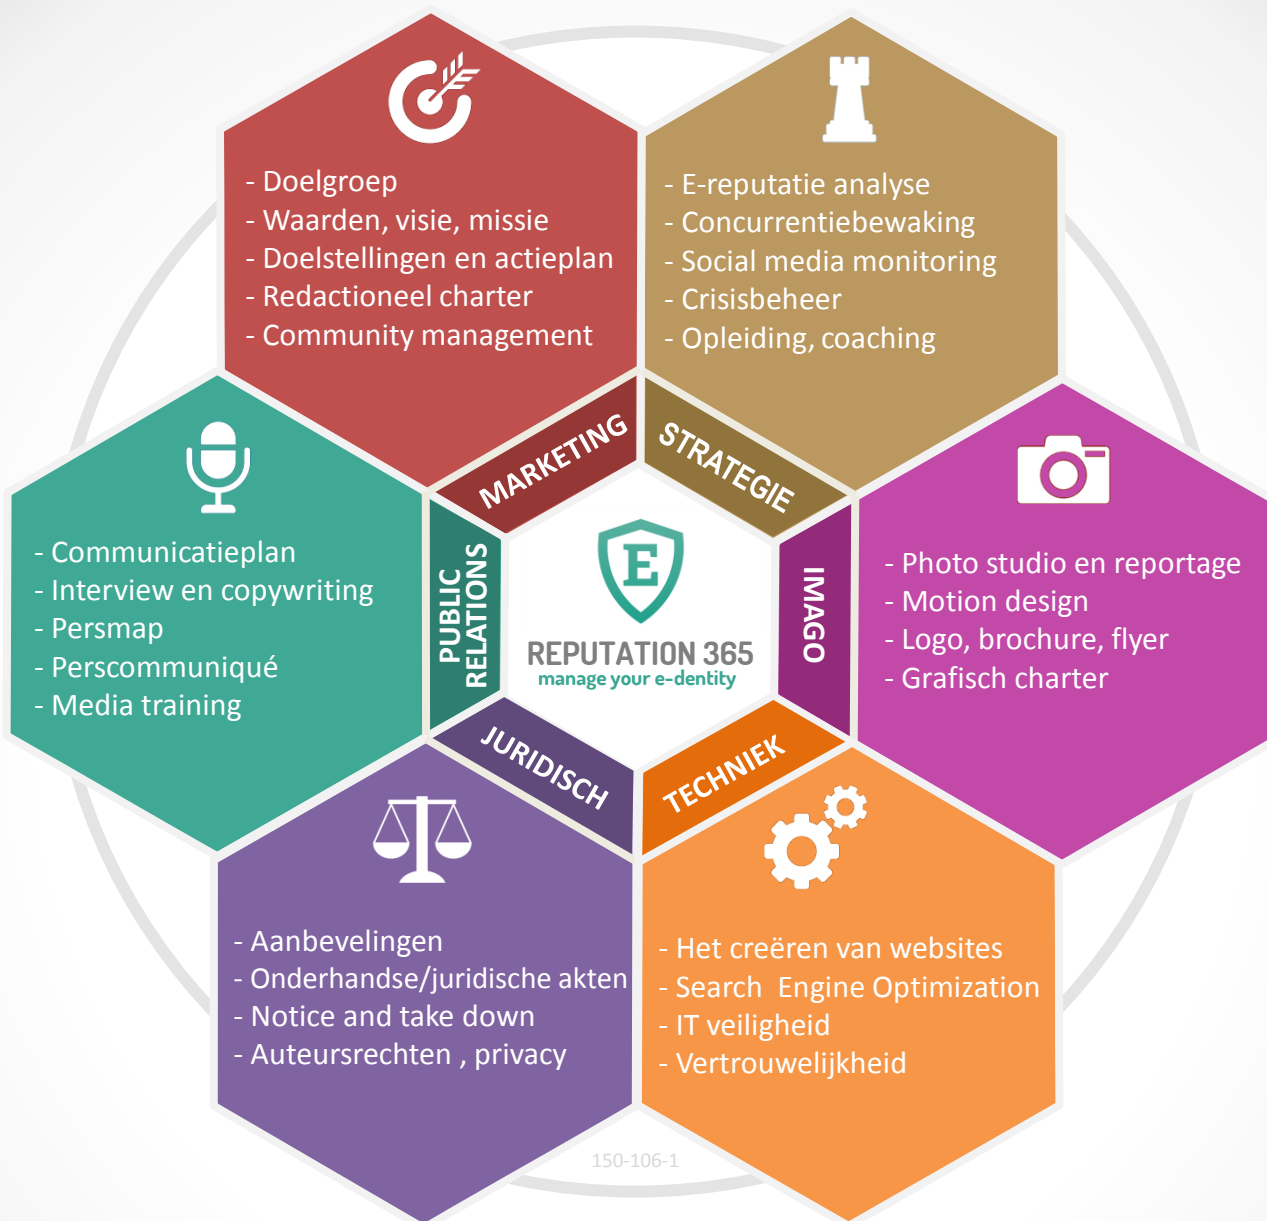 - Doelgroep
- Waarden, visie, missie
- Doelstellingen en actieplan
- Redactioneel charter
- Community management
MARKETING
- E-reputatie analyse
- Concurrentiebewaking
- Social media monitoring
- Crisisbeheer
- Opleiding, coaching
STRATEGIE
- Communicatieplan
- Interview en copywriting
- Persmap
- Perscommuniqué
- Media training
PUBLIC
RELATIONS
E
REPUTATION 365
manage your e-dentity
IMAGO
- Photo studio en reportage
- Motion design
- Logo, brochure, flyer
- Grafisch charter
JURIDISCH
- Aanbevelingen
- Onderhandse/juridische akten
- Notice and take down
- Auteursrechten , privacy
TECHNIEK
- Het creëren van websites
- Search  Engine Optimization
- IT veiligheid
- Vertrouwelijkheid
150-106-1